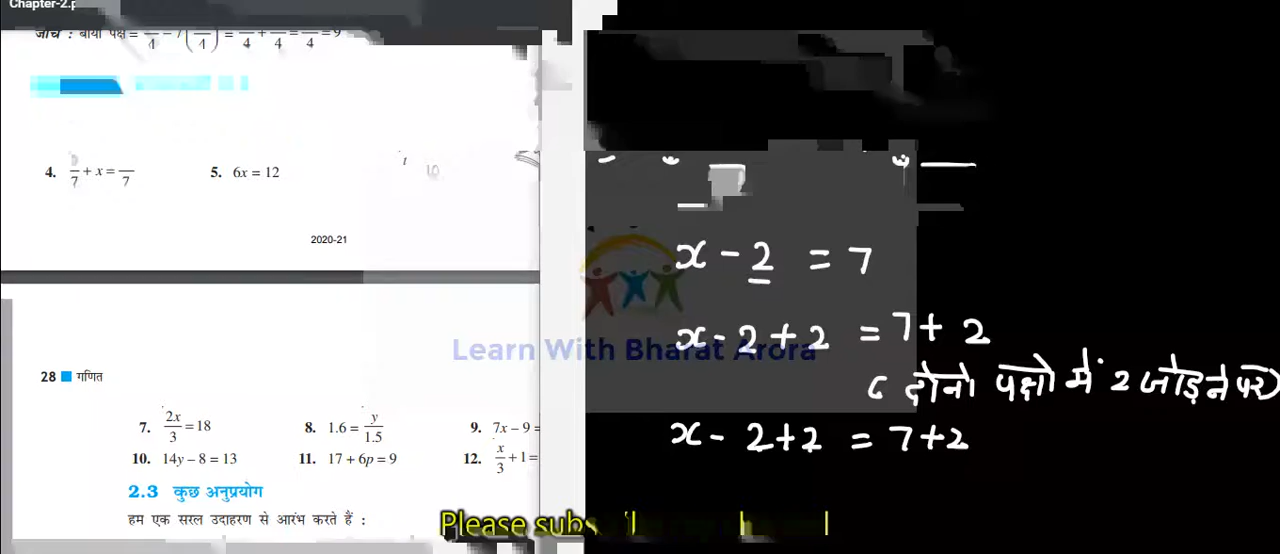 Chapter-2.p
जाँच : बायाँ पक्ष =
4. /7 + x = /7
5. 6x = 12
2020-21
28 ■ गणित
7. 2x/3 = 18
8. 1.6 = y/1.5
9. 7x – 9 =
10. 14y – 8 = 13
11. 17 + 6p = 9
12. x/3 + 1 =
2.3 कुछ अनुप्रयोग
हम एक सरल उदाहरण से आरंभ करते हैं :
x - 2 = 7
x - 2 + 2 = 7 + 2
( दोनो पक्षो में 2 जोड़ने पर)
x - 2 + 2 = 7 + 2
Learn With Bharat Arora
Please